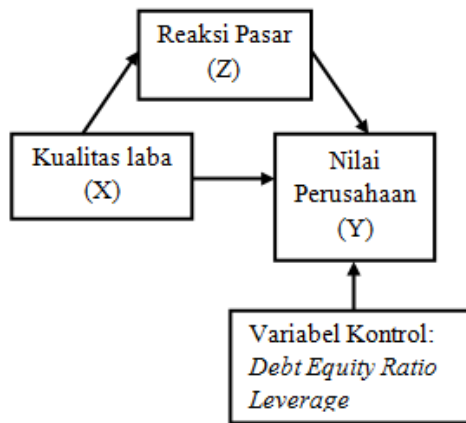 Reaksi Pasar
(Z)
Kualitas laba
(X)
Nilai
Perusahaan
(Y)
Variabel Kontrol:
Debt Equity Ratio
Leverage